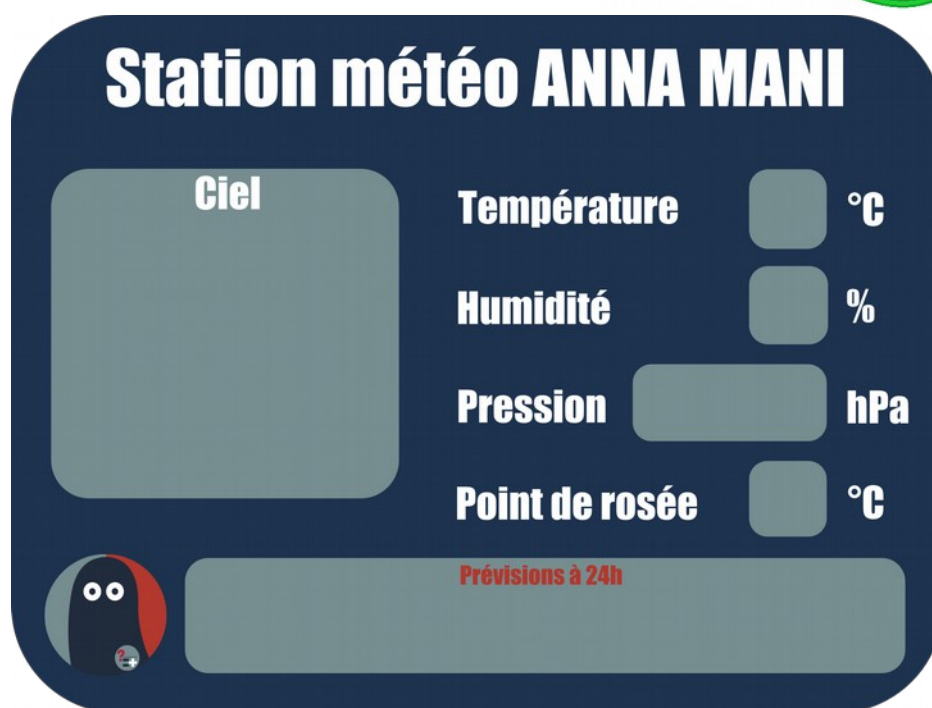 Station météo ANNA MANI
Ciel
Température °C
Humidité %
Pression hPa
Point de rosée °C
Prévisions à 24h
?